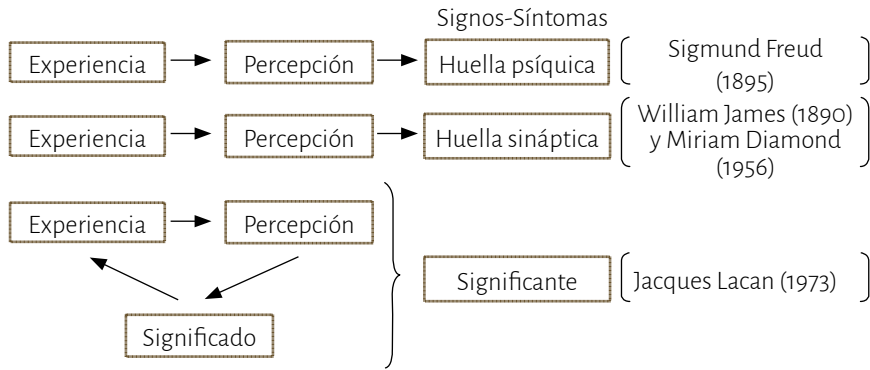 Signos-Síntomas
Experiencia Percepción Huella psíquica Sigmund Freud
(1895)
Experiencia Percepción Huella sináptica William James (1890)
y Miriam Diamond
(1956)
Experiencia Percepción
Significante Jacques Lacan (1973)
Significado